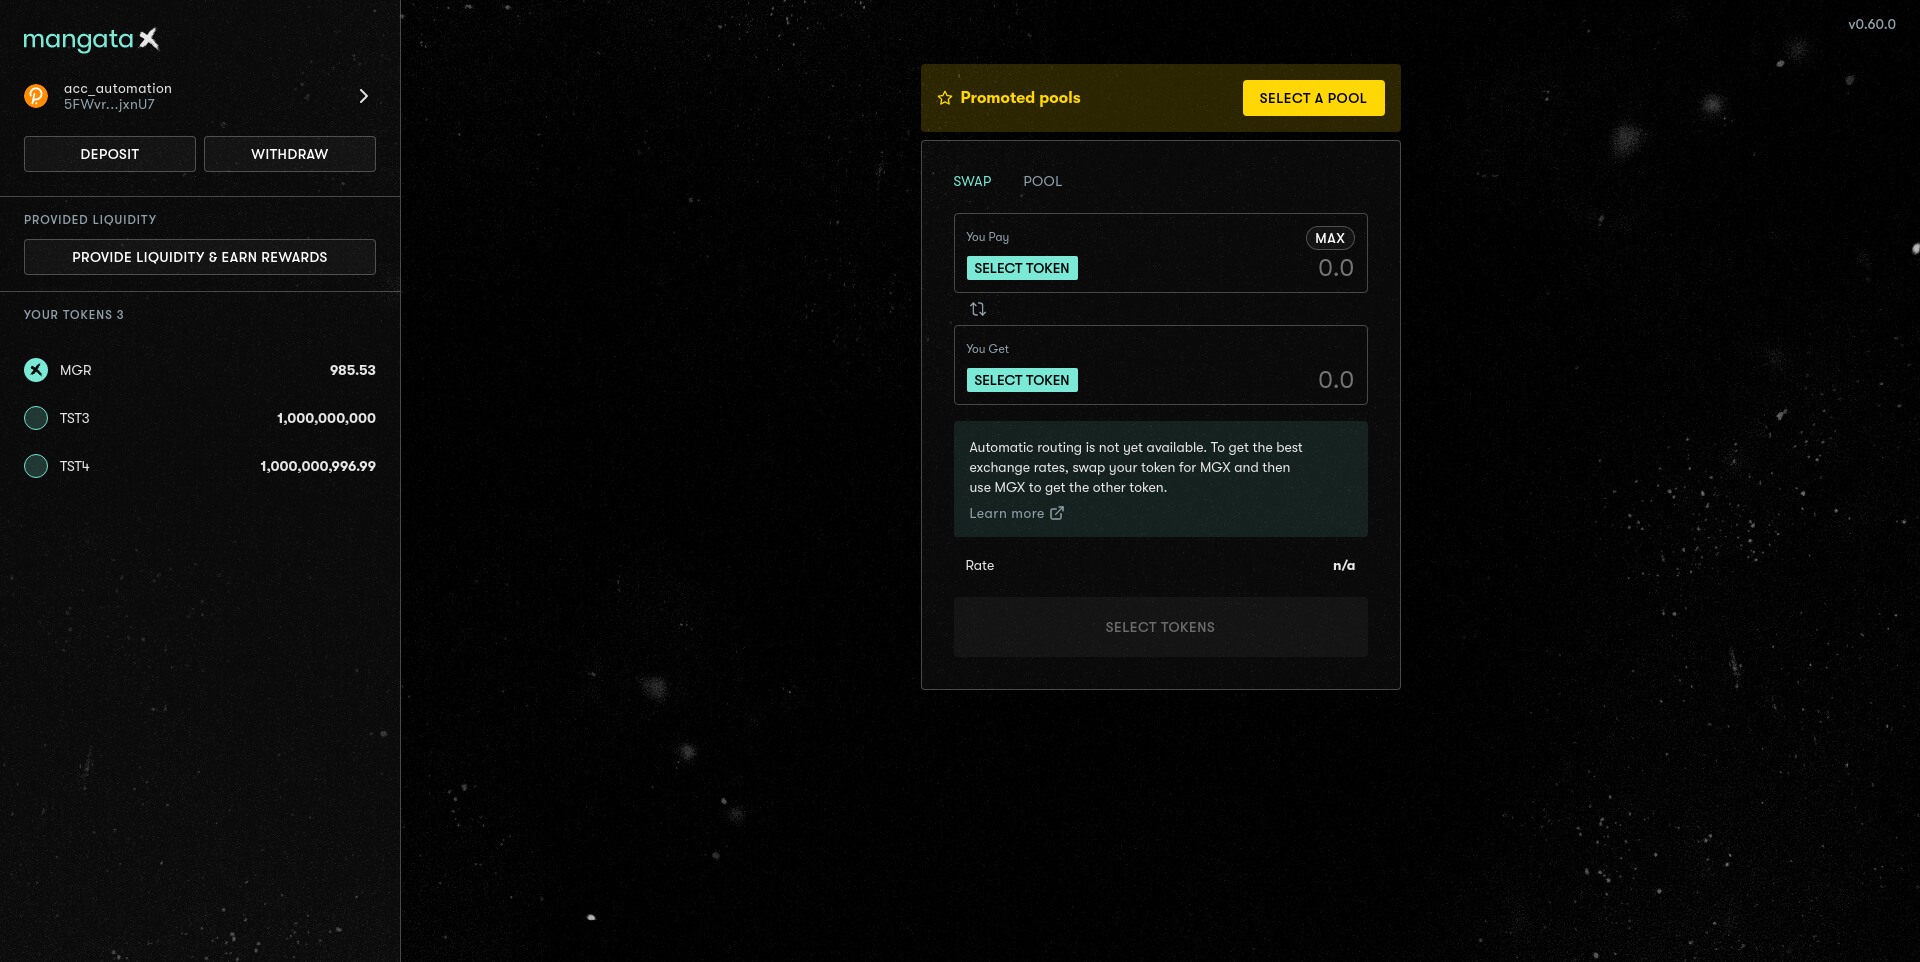 mangata
acc_automation
5FWvr...jxnU7
DEPOSIT
WITHDRAW
PROVIDED LIQUIDITY
PROVIDE LIQUIDITY & EARN REWARDS
YOUR TOKENS 3
MGR 985.53
TST3 1,000,000,000
TST4 1,000,000,996.99
v0.60.0
Promoted pools
SELECT A POOL
SWAP POOL
You Pay MAX
SELECT TOKEN 0.0
You Get
SELECT TOKEN 0.0
Automatic routing is not yet available. To get the best
exchange rates, swap your token for MGX and then
use MGX to get the other token.
Learn more
Rate n/a
SELECT TOKENS